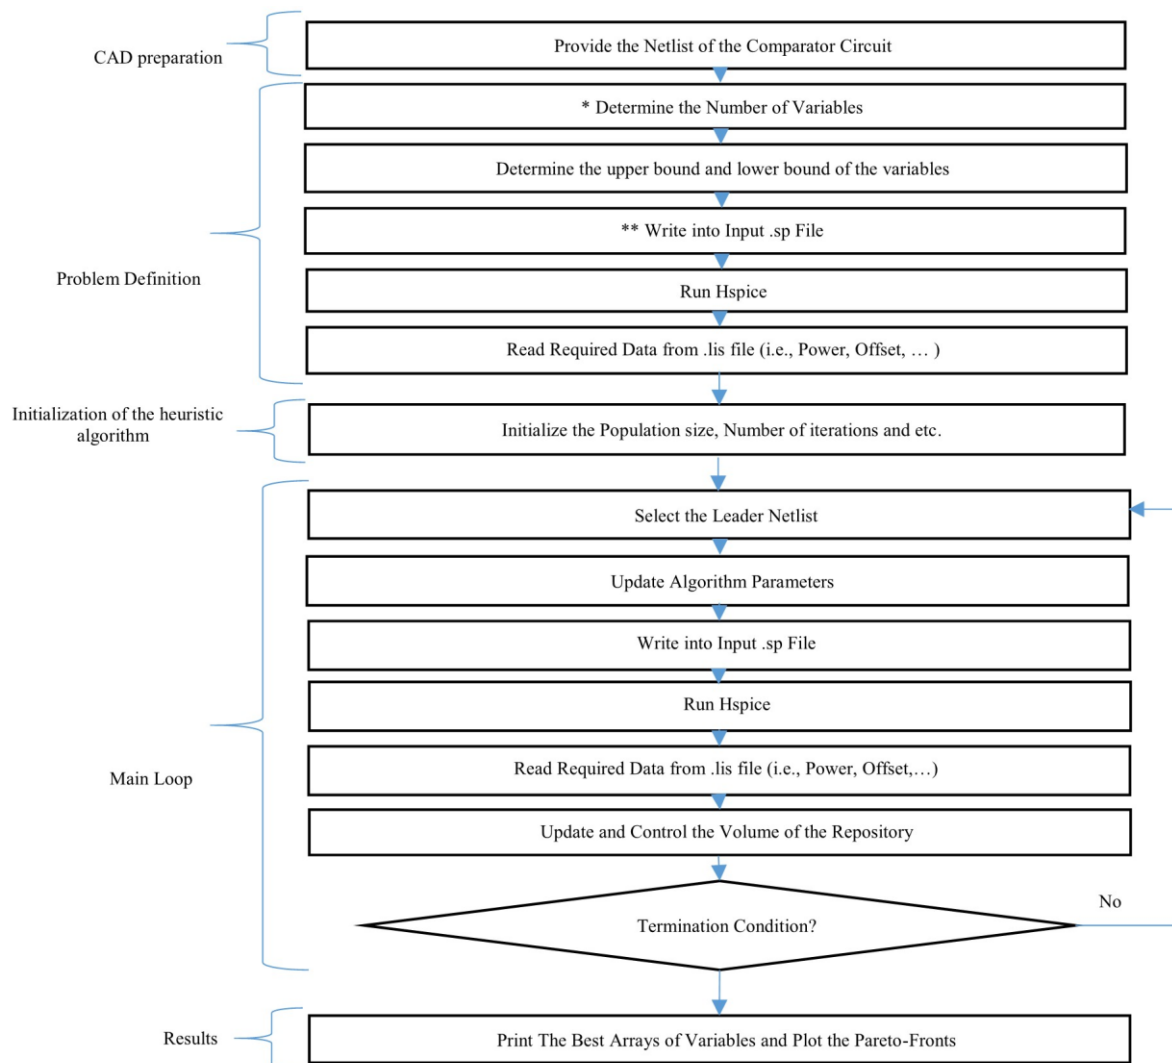 CAD preparation
Provide the Netlist of the Comparator Circuit
Problem Definition
* Determine the Number of Variables
Determine the upper bound and lower bound of the variables
** Write into Input .sp File
Run Hspice
Read Required Data from .lis file (i.e., Power, Offset, … )
Initialization of the heuristic
algorithm
Initialize the Population size, Number of iterations and etc.
Main Loop
Select the Leader Netlist
Update Algorithm Parameters
Write into Input .sp File
Run Hspice
Read Required Data from .lis file (i.e., Power, Offset,…)
Update and Control the Volume of the Repository
Termination Condition?
No
Results
Print The Best Arrays of Variables and Plot the Pareto-Fronts